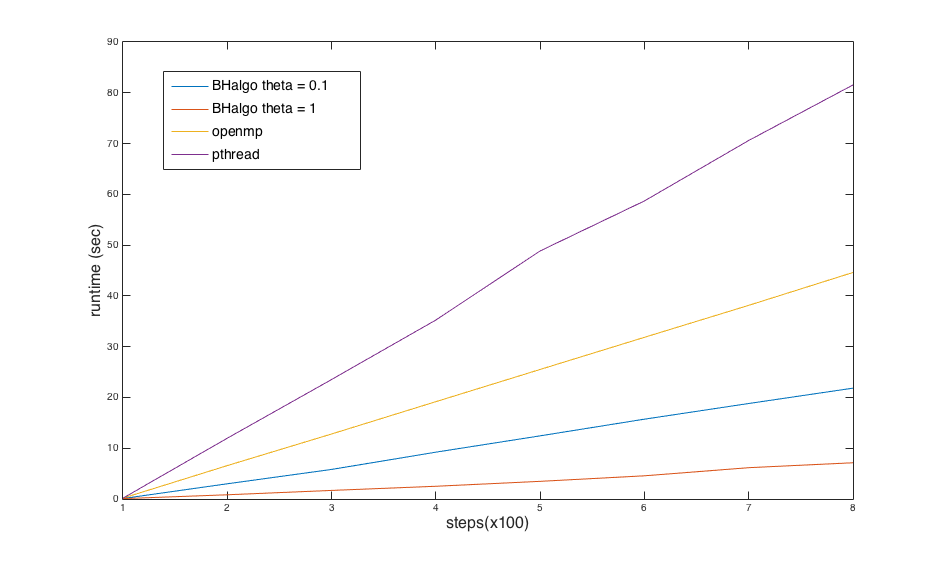 90
80
70
60
50
40
30
20
10
0
runtime (sec)
BHalgo theta = 0.1
BHalgo theta = 1
openmp
pthread
1 2 3 4 5 6 7 8
steps(x100)